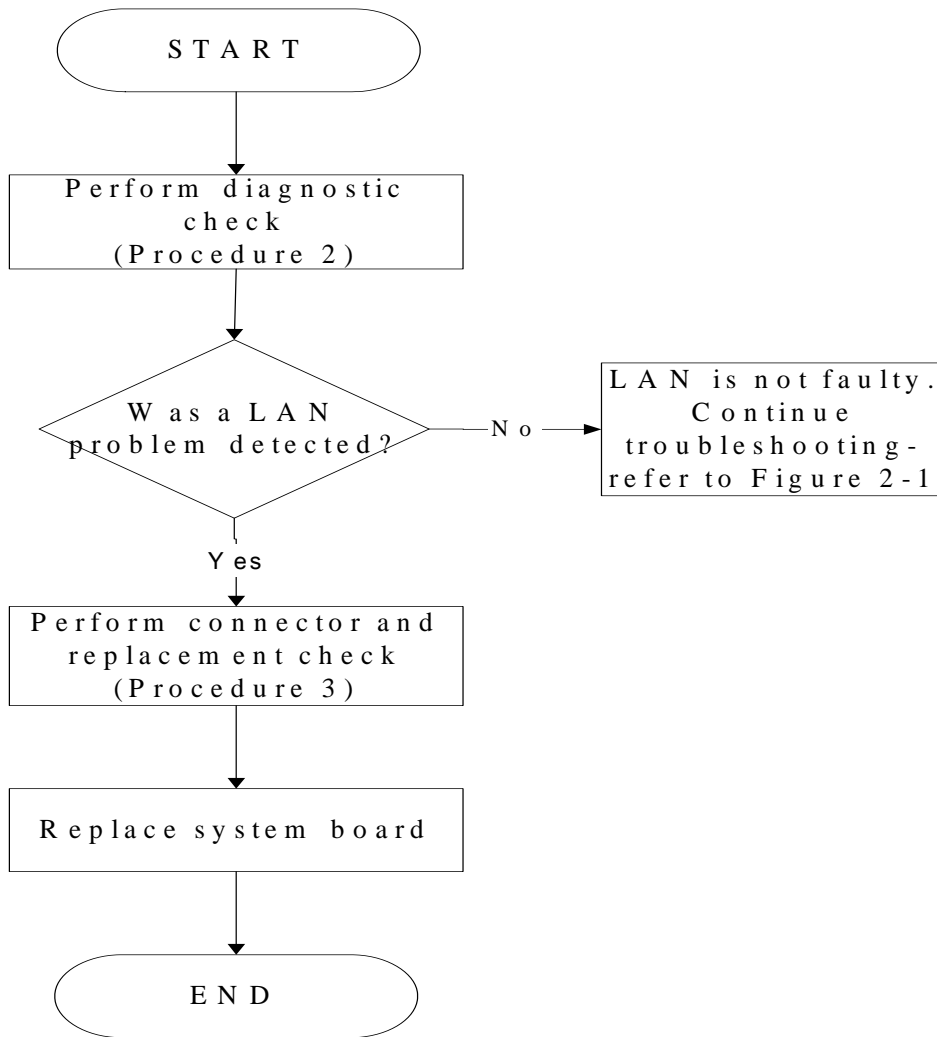 START
Perform diagnostic
check
(Procedure 2)
Was a LAN
problem detected?
No
LAN is not faulty.
Continue
troubleshooting-
refer to Figure 2-1
Yes
Perform connector and
replacement check
(Procedure 3)
Replace system board
END